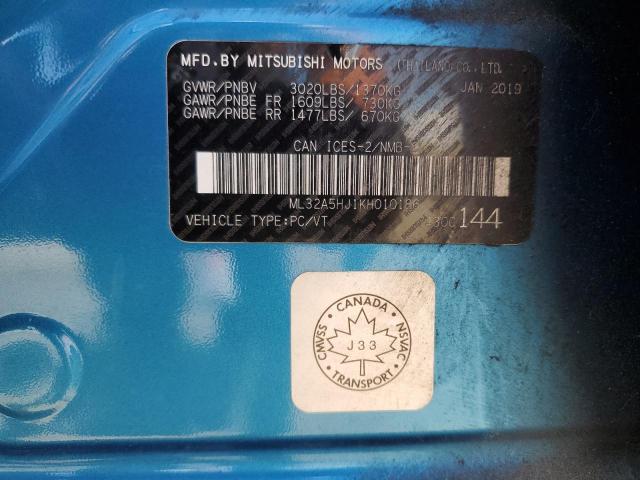 MFD.BY MITSUBISHI MOTORS (THAILAND) CO., LTD.
GVWR/PNBV 3020LBS/1370KG JAN 2019
GAWR/PNBE FR 1609LBS/ 730KG
GAWR/PNBE RR 1477LBS/ 670KG
CAN ICES-2/NMB-2
ML32A5HJ1KH010186
VEHICLE TYPE:PC/VT 144
CANADA
CMVSS
NSVAC
J33
TRANSPORT